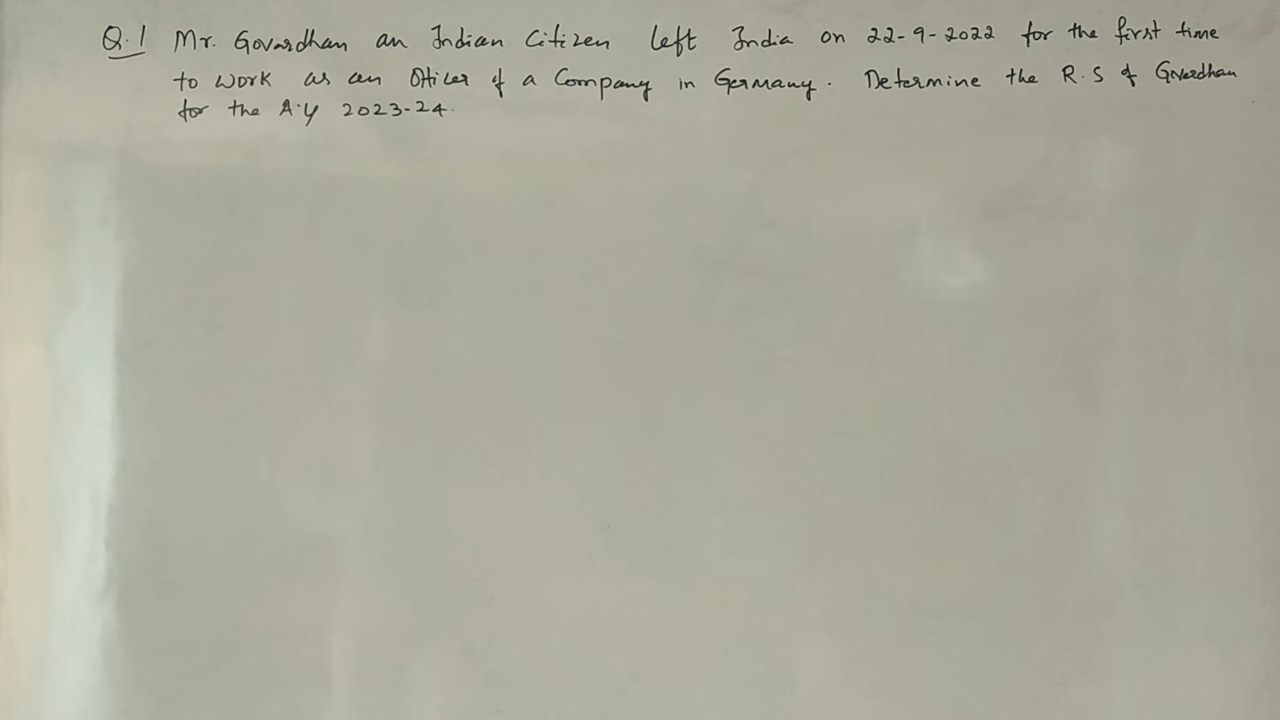 Q.1 Mr. Govardhan an Indian Citizen left India on 22-9-2022 for the first time
to work as an Officer of a Company in Germany. Determine the R.S of Govardhan
for the A.Y 2023-24.